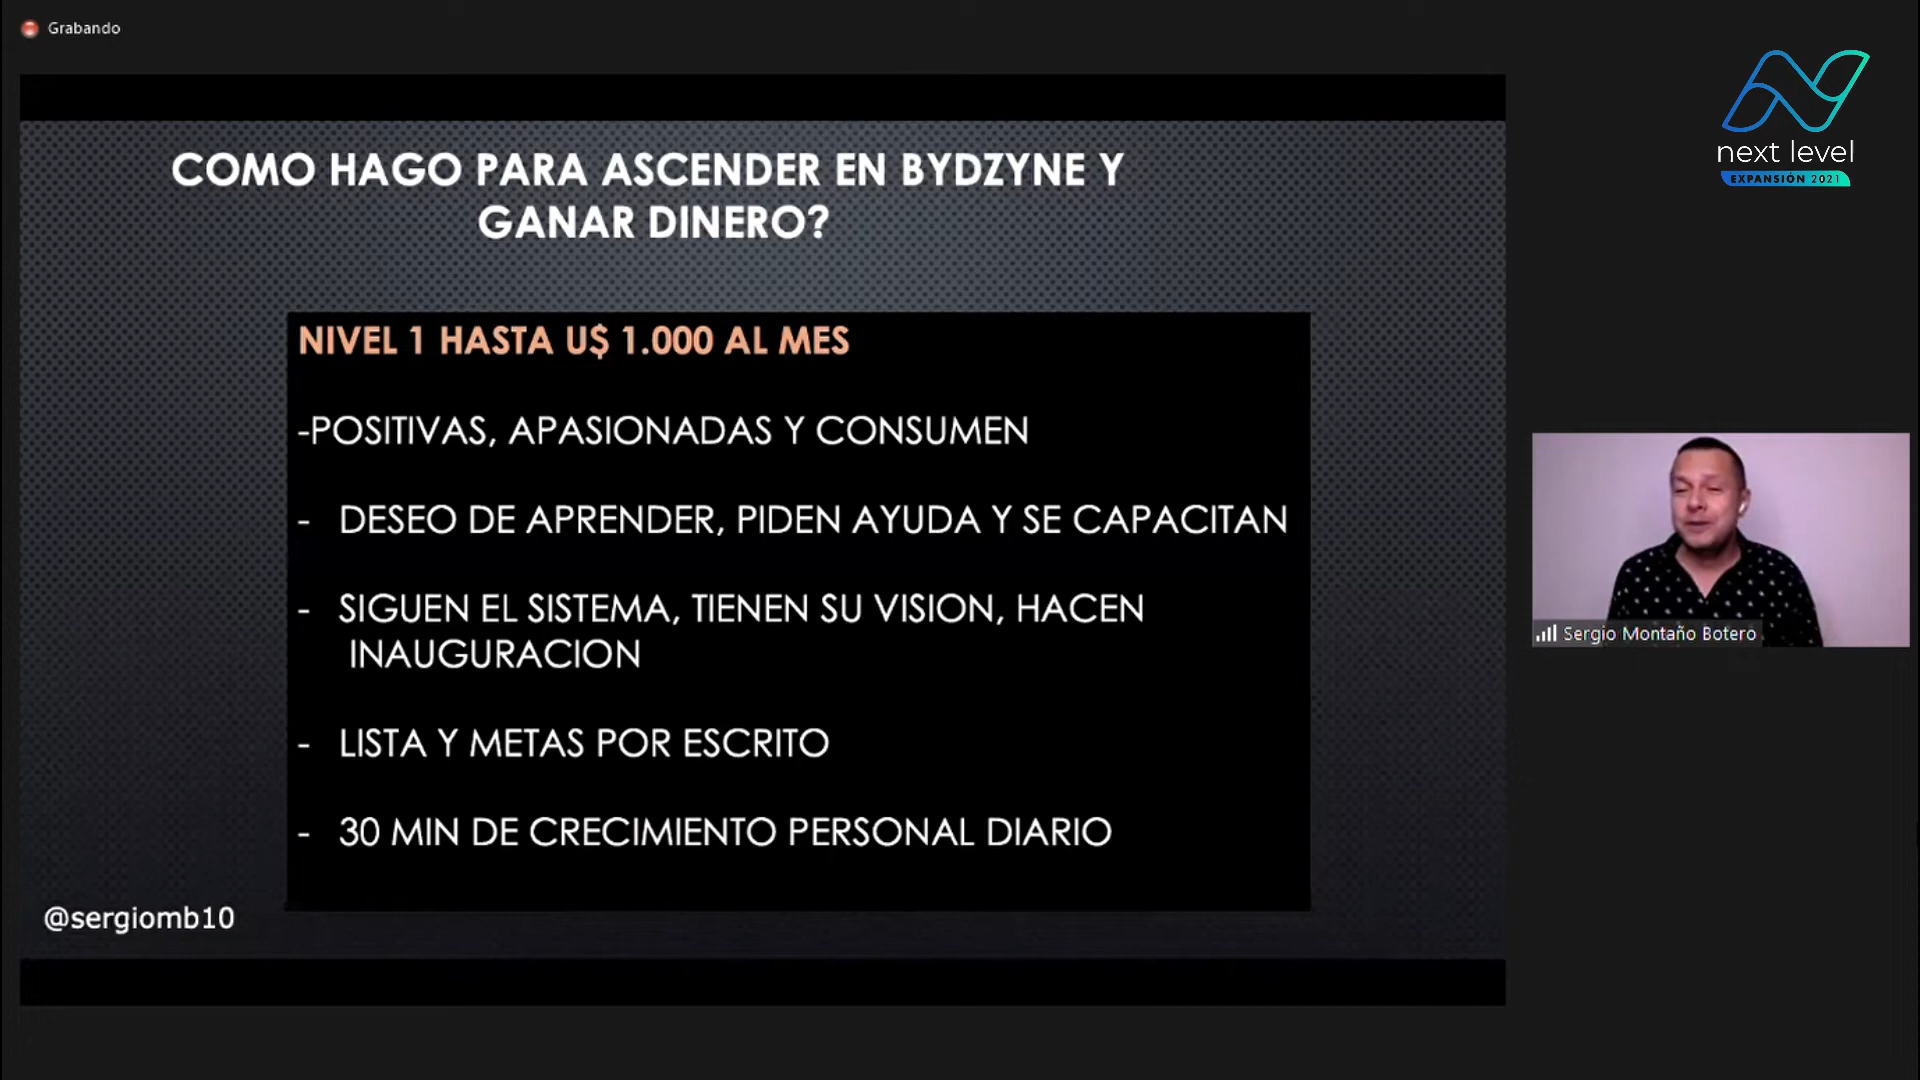 Grabando
next level
EXPANSIÓN 2021
COMO HAGO PARA ASCENDER EN BYDZYNE Y
GANAR DINERO?
NIVEL 1 HASTA U$ 1.000 AL MES
-POSITIVAS, APASIONADAS Y CONSUMEN
- DESEO DE APRENDER, PIDEN AYUDA Y SE CAPACITAN
- SIGUEN EL SISTEMA, TIENEN SU VISION, HACEN
INAUGURACION
- LISTA Y METAS POR ESCRITO
- 30 MIN DE CRECIMIENTO PERSONAL DIARIO
@sergiomb10
Sergio Montaño Botero